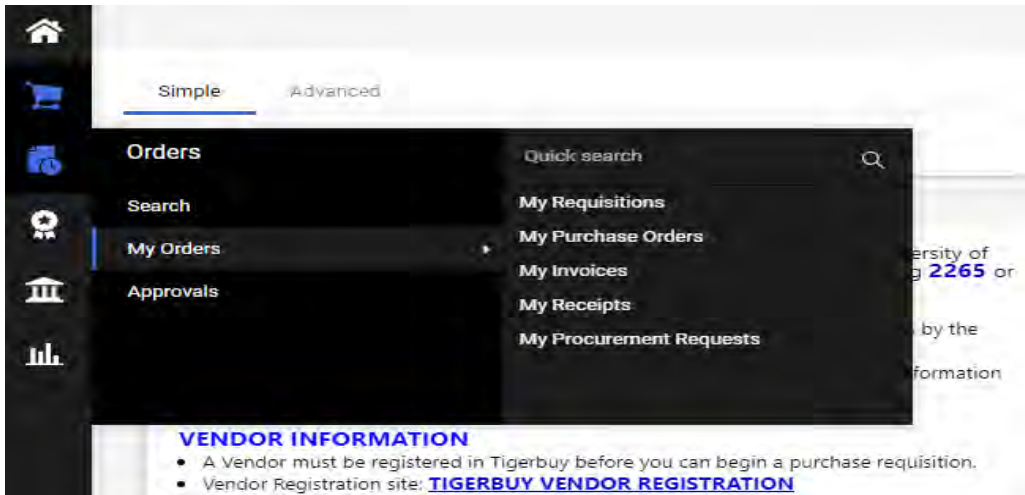 Simple Advanced
Orders
Search
My Orders
Approvals
Quick search
My Requisitions
My Purchase Orders
My Invoices
My Receipts
My Procurement Requests
ersity of
2265 or
by the
formation
VENDOR INFORMATION
• A Vendor must be registered in Tigerbuy before you can begin a purchase requisition.
• Vendor Registration site: TIGERBUY VENDOR REGISTRATION